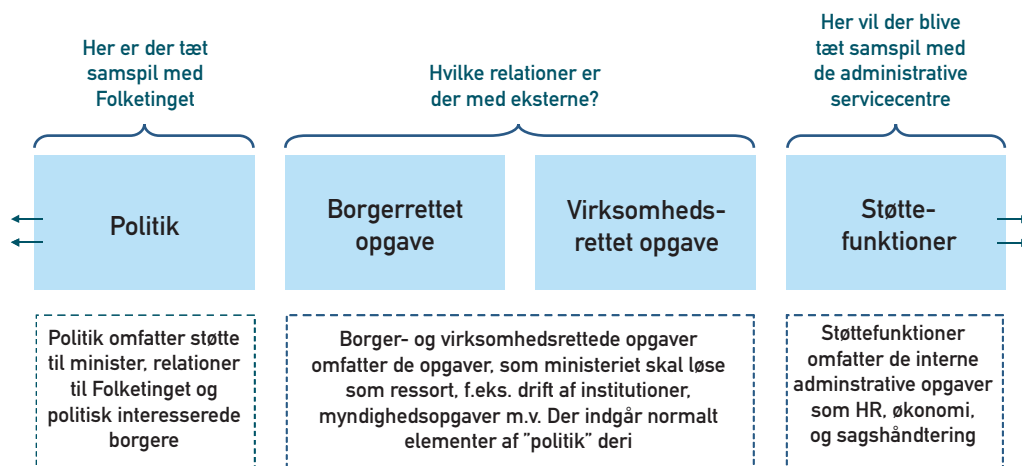 Her er der tæt
samspil med
Folketinget
Hvilke relationer er
der med eksterne?
Her vil der blive
tæt samspil med
de administrative
servicecentre
Politik
Borgerrettet
opgave
Virksomheds-
rettet opgave
Støtte-
funktioner
Politik omfatter støtte
til minister, relationer
til Folketinget og
politisk interesserede
borgere
Borger- og virksomhedsrettede opgaver
omfatter de opgaver, som ministeriet skal løse
som ressort, f.eks. drift af institutioner,
myndighedsopgaver m.v. Der indgår normalt
elementer af ”politik” deri
Støttefunktioner
omfatter de interne
adminstrative opgaver
som HR, økonomi,
og sagshåndtering